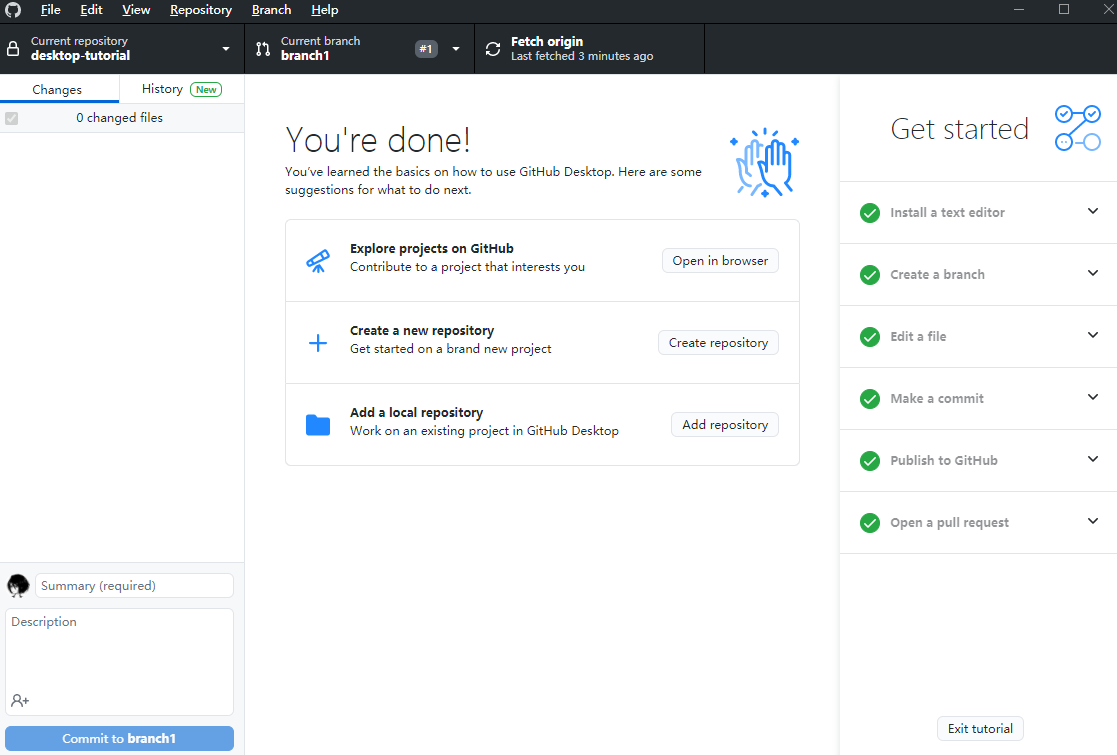 File Edit View Repository Branch Help
Current repository
desktop-tutorial
Current branch
branch1
#1
Fetch origin
Last fetched 3 minutes ago
Changes
History New
0 changed files
You're done!
You've learned the basics on how to use GitHub Desktop. Here are some
suggestions for what to do next.
Explore projects on GitHub
Contribute to a project that interests you
Open in browser
Create a new repository
Get started on a brand new project
Create repository
Add a local repository
Work on an existing project in GitHub Desktop
Add repository
Get started
Install a text editor
Create a branch
Edit a file
Make a commit
Publish to GitHub
Open a pull request
Exit tutorial
Summary (required)
Description
Commit to branch1